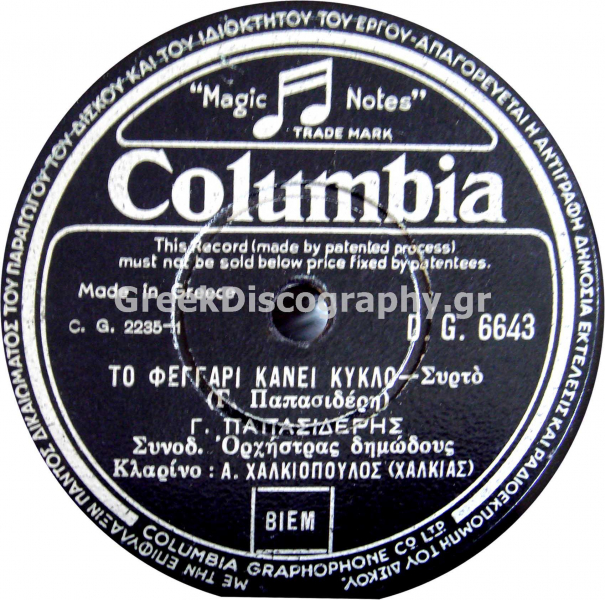 ΜΕ ΤΗΝ ΕΠΙΦΥΛΑΞΙΝ ΠΑΝΤΟΣ ΔΙΚΑΙΩΜΑΤΟΣ ΤΟΥ ΠΑΡΑΓΩΓΟΥ ΤΟΥ ΔΙΣΚΟΥ ΚΑΙ ΤΟΥ ΙΔΙΟΚΤΗΤΟΥ ΤΟΥ ΕΡΓΟΥ-ΑΠΑΓΟΡΕΥΕΤΑΙ Η ΑΝΤΙΓΡΑΦΗ ΔΗΜΟΣΙΑ ΕΚΤΕΛΕΣΙΣ ΚΑΙ ΡΑΔΙΟΕΚΠΟΜΠΗ ΤΟΥ ΔΙΣΚΟΥ.
"Magic Notes"
TRADE MARK
Columbia
This Record (made by patented process)
must not be sold below price fixed by patentees.
Made in Greece
GreekDiscography.gr
C. G. 2235-1
D. G. 6643
ΤΟ ΦΕΓΓΑΡΙ ΚΑΝΕΙ ΚΥΚΛΟ—Συρτὸ
(Γ. Παπασιδέρη)
Γ. ΠΑΠΑΣΙΔΕΡΗΣ
Συνοδ. Ὀρχήστρας δημώδους
Κλαρίνο : Α. ΧΑΛΚΙΟΠΟΥΛΟΣ (ΧΑΛΚΙΑΣ)
BIEM
COLUMBIA GRAPHOPHONE CO LTD